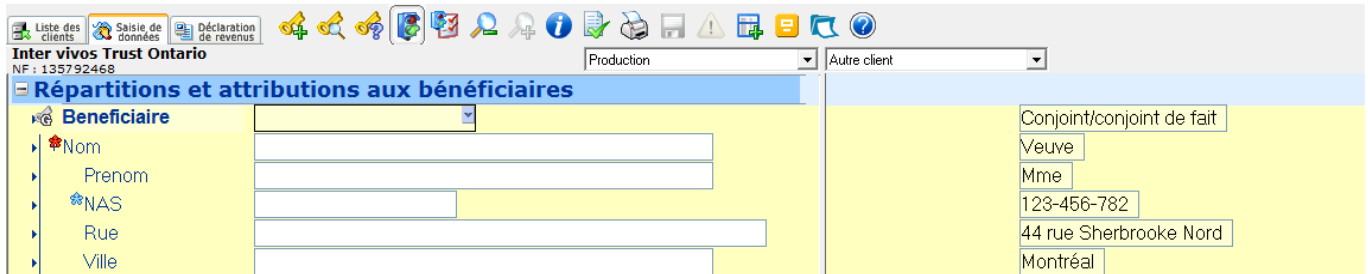 Liste des clients Saisie de données Déclaration de revenus
Inter vivos Trust Ontario
NF : 135792468 Production Autre client
Répartitions et attributions aux bénéficiaires
Beneficiaire Conjoint/conjoint de fait
Nom Veuve
Prenom Mme
NAS 123-456-782
Rue 44 rue Sherbrooke Nord
Ville Montréal